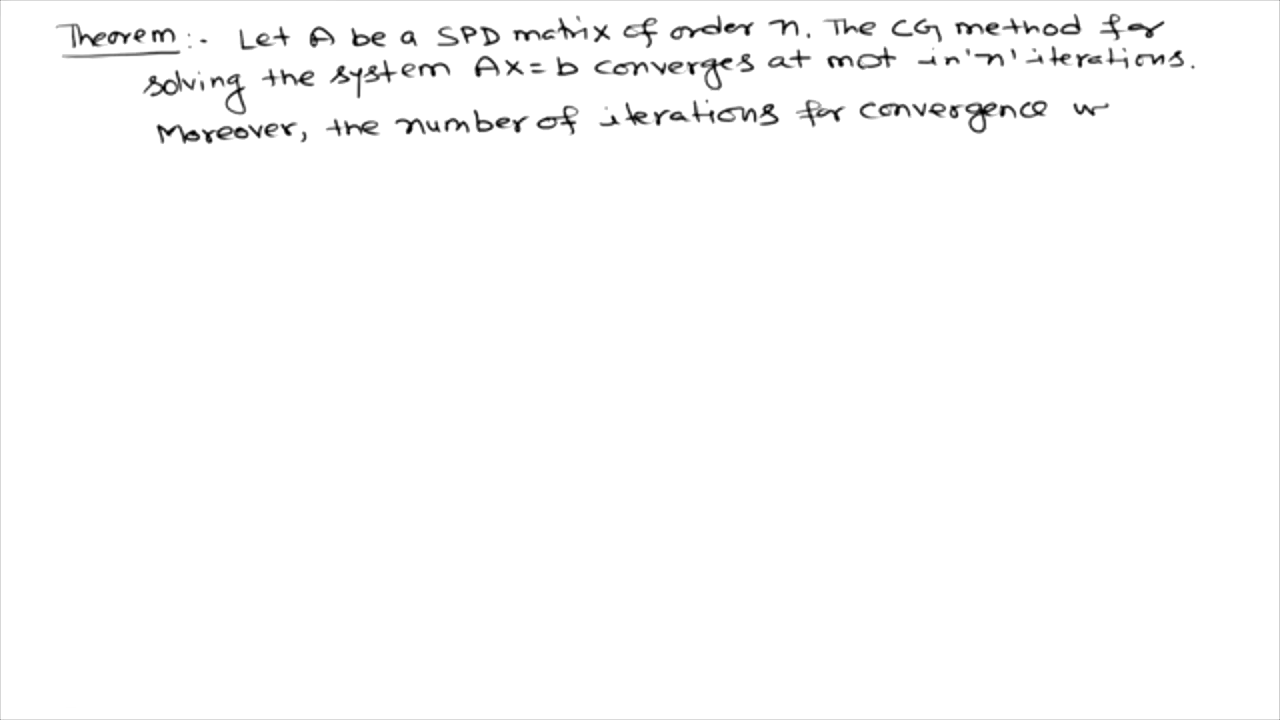 Theorem :- Let A be a SPD matrix of order n. The CG method for
solving the system Ax = b converges at mot in 'n' iterations.
Moreover, the number of iterations for convergence w